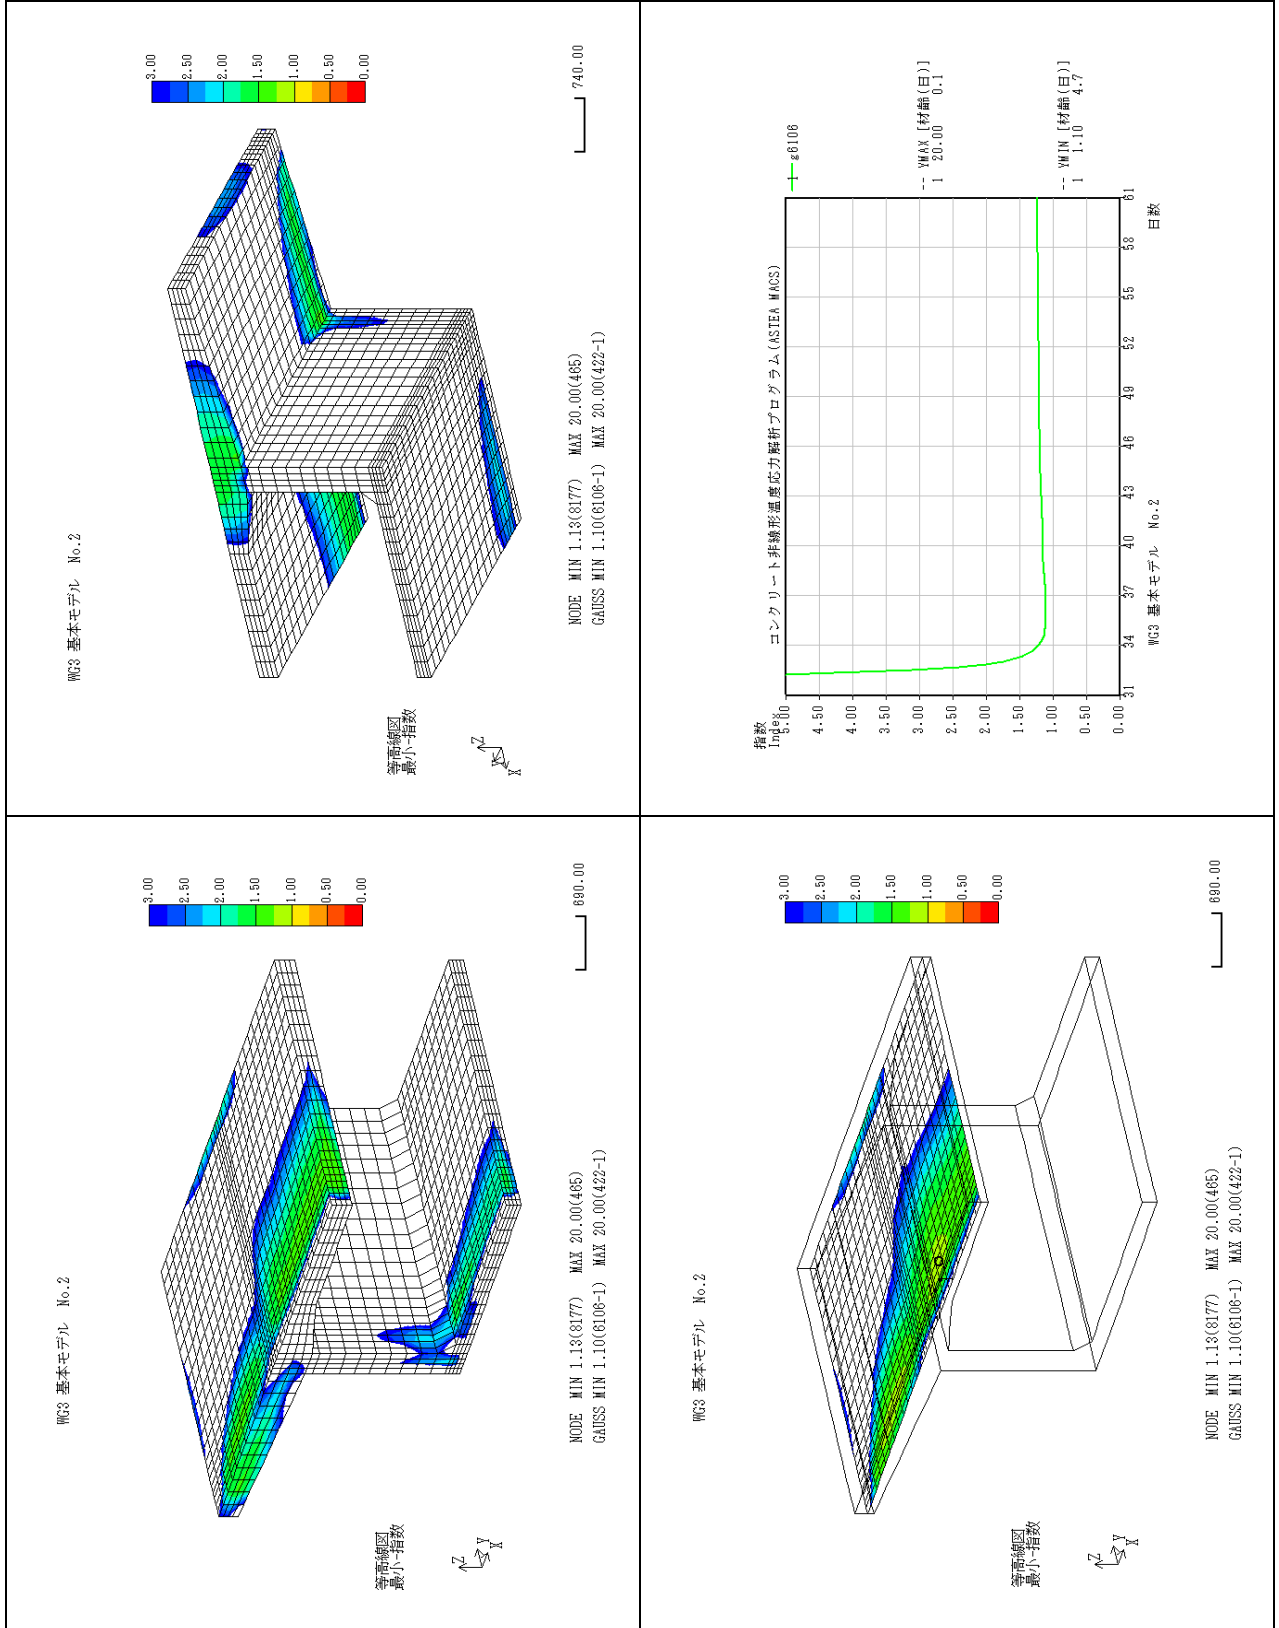 WG3 基本モデル No.2
3.00
2.50
2.00
1.50
1.00
0.50
0.00
NODE MIN 1.13(8177) MAX 20.00(465)
GAUSS MIN 1.10(6106-1) MAX 20.00(422-1)
740.00
等高線図
最小-指数
Z
Y
X
コンクリート非線形温度応力解析プログラム(ASTEA MACS)
指数
Index
5.00
4.50
4.00
3.50
3.00
2.50
2.00
1.50
1.00
0.50
0.00
31
34
37
40
43
46
49
52
55
58
61
日数
WG3 基本モデル No.2
1 g6106
-- YMAX [材齢(日)]
1 20.00 0.1
-- YMIN [材齢(日)]
1 1.10 4.7
WG3 基本モデル No.2
3.00
2.50
2.00
1.50
1.00
0.50
0.00
NODE MIN 1.13(8177) MAX 20.00(465)
GAUSS MIN 1.10(6106-1) MAX 20.00(422-1)
690.00
等高線図
最小-指数
Z
Y
X
WG3 基本モデル No.2
3.00
2.50
2.00
1.50
1.00
0.50
0.00
NODE MIN 1.13(8177) MAX 20.00(465)
GAUSS MIN 1.10(6106-1) MAX 20.00(422-1)
690.00
等高線図
最小-指数
Z
Y
X